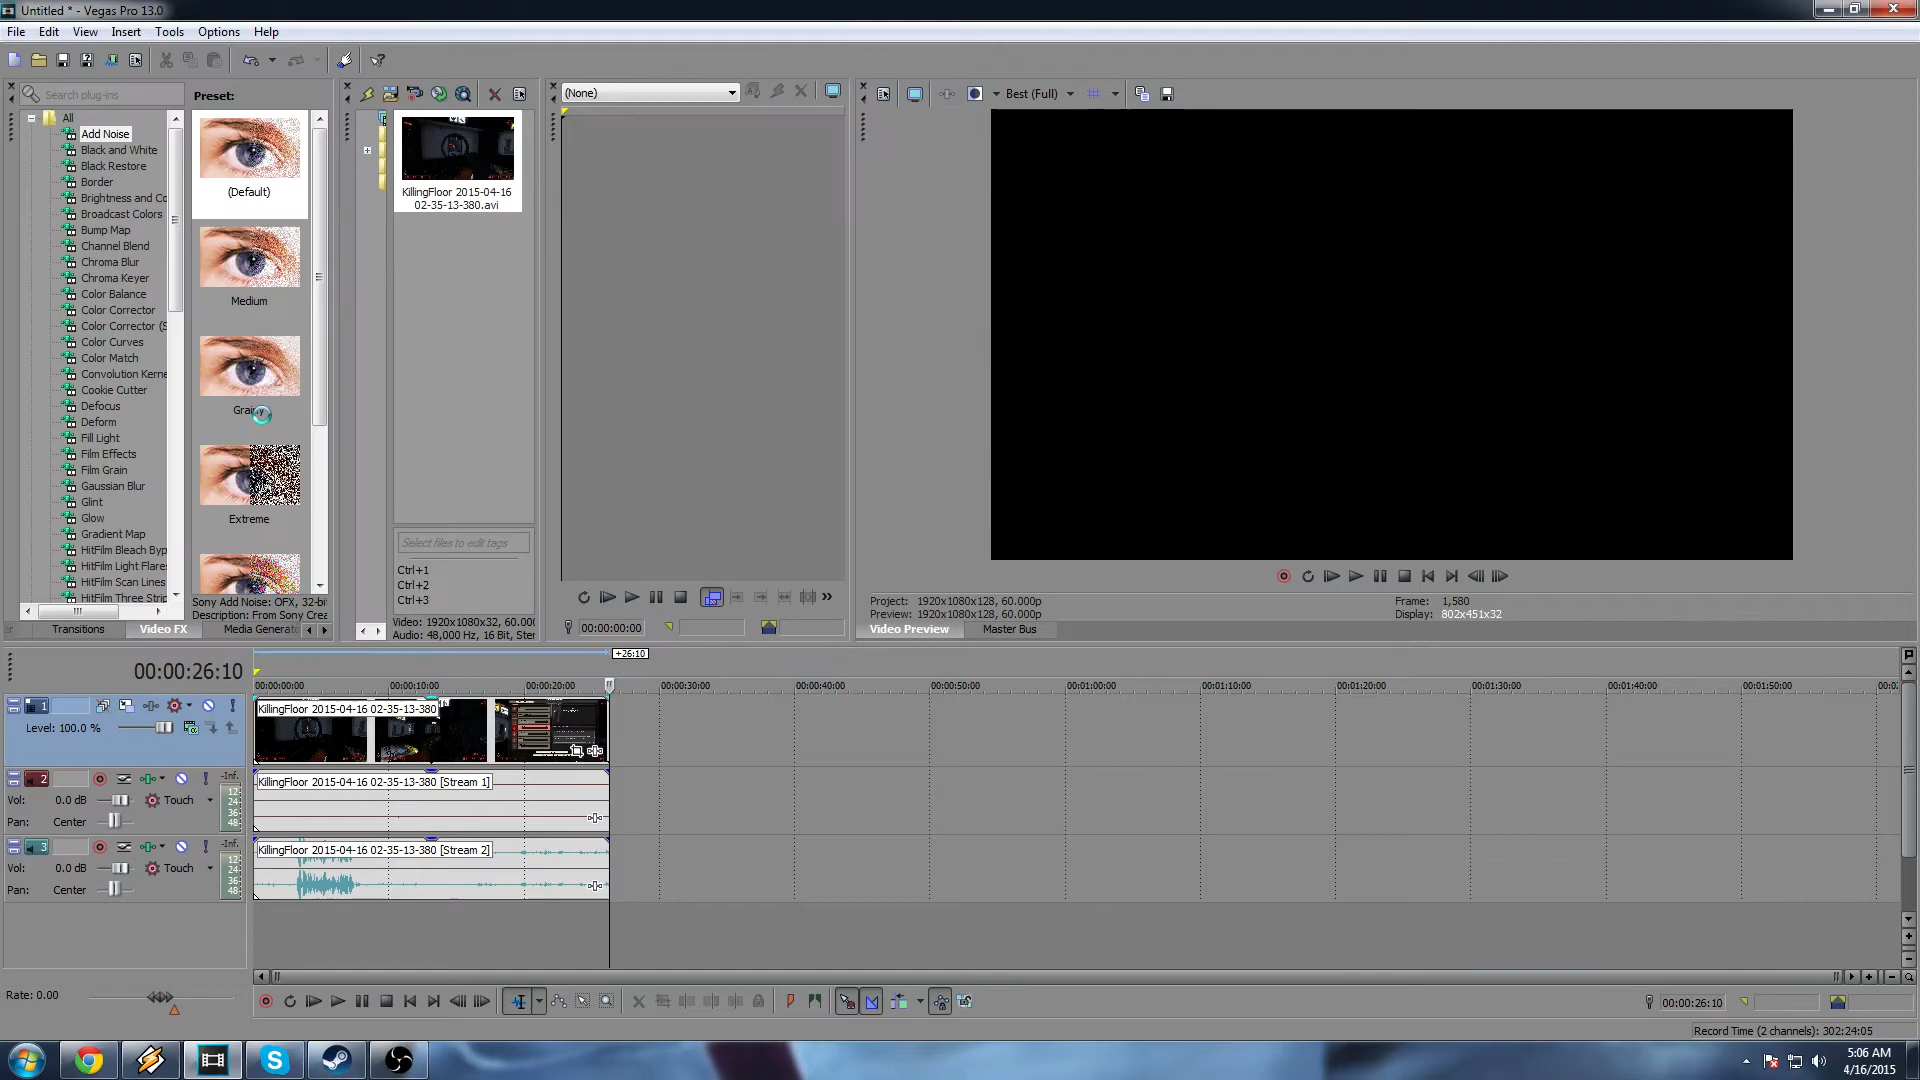 Untitled * - Vegas Pro 13.0
File Edit View Insert Tools Options Help
Search plug-ins
Preset:
(None)
Best (Full)
All
Add Noise
Black and White
Black Restore
Border
Brightness and Co
Broadcast Colors
Bump Map
Channel Blend
Chroma Blur
Chroma Keyer
Color Balance
Color Corrector
Color Corrector (S
Color Curves
Color Match
Convolution Kerne
Cookie Cutter
Defocus
Deform
Fill Light
Film Effects
Film Grain
Gaussian Blur
Glint
Glow
Gradient Map
HitFilm Bleach Byp
HitFilm Light Flares
HitFilm Scan Lines
HitFilm Three Strip
(Default)
Medium
Grainy
Extreme
Sony Add Noise: OFX, 32-bi
Description: From Sony Crea
Transitions Video FX Media Generato
KillingFloor 2015-04-16
02-35-13-380.avi
Select files to edit tags
Ctrl+1
Ctrl+2
Ctrl+3
Video: 1920x1080x32, 60.000
Audio: 48,000 Hz, 16 Bit, Ster
00:00:00:00
Project: 1920x1080x128, 60.000p
Preview: 1920x1080x128, 60.000p
Frame: 1,580
Display: 802x451x32
Video Preview Master Bus
00:00:26:10
+26:10
00:00:00:00 00:00:10:00 00:00:20:00 00:00:30:00 00:00:40:00 00:00:50:00 00:01:00:00 00:01:10:00 00:01:20:00 00:01:30:00 00:01:40:00 00:01:50:00
1
Level: 100.0 %
KillingFloor 2015-04-16 02-35-13-380
2
-Inf.
Vol: 0.0 dB Touch
Pan: Center
12
24
36
48
KillingFloor 2015-04-16 02-35-13-380 [Stream 1]
3
-Inf.
Vol: 0.0 dB Touch
Pan: Center
12
24
36
48
KillingFloor 2015-04-16 02-35-13-380 [Stream 2]
Rate: 0.00
00:00:26:10
Record Time (2 channels): 302:24:05
5:06 AM
4/16/2015